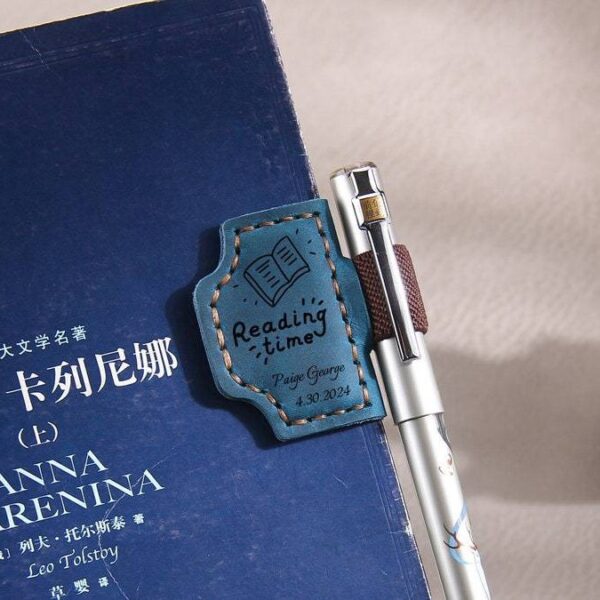 大文学名著
卡列尼娜
（上）
ANNA
KARENINA
列夫·托尔斯泰 著
Leo Tolstoy
草婴 译
Reading
time
Paige George
4.30.2024